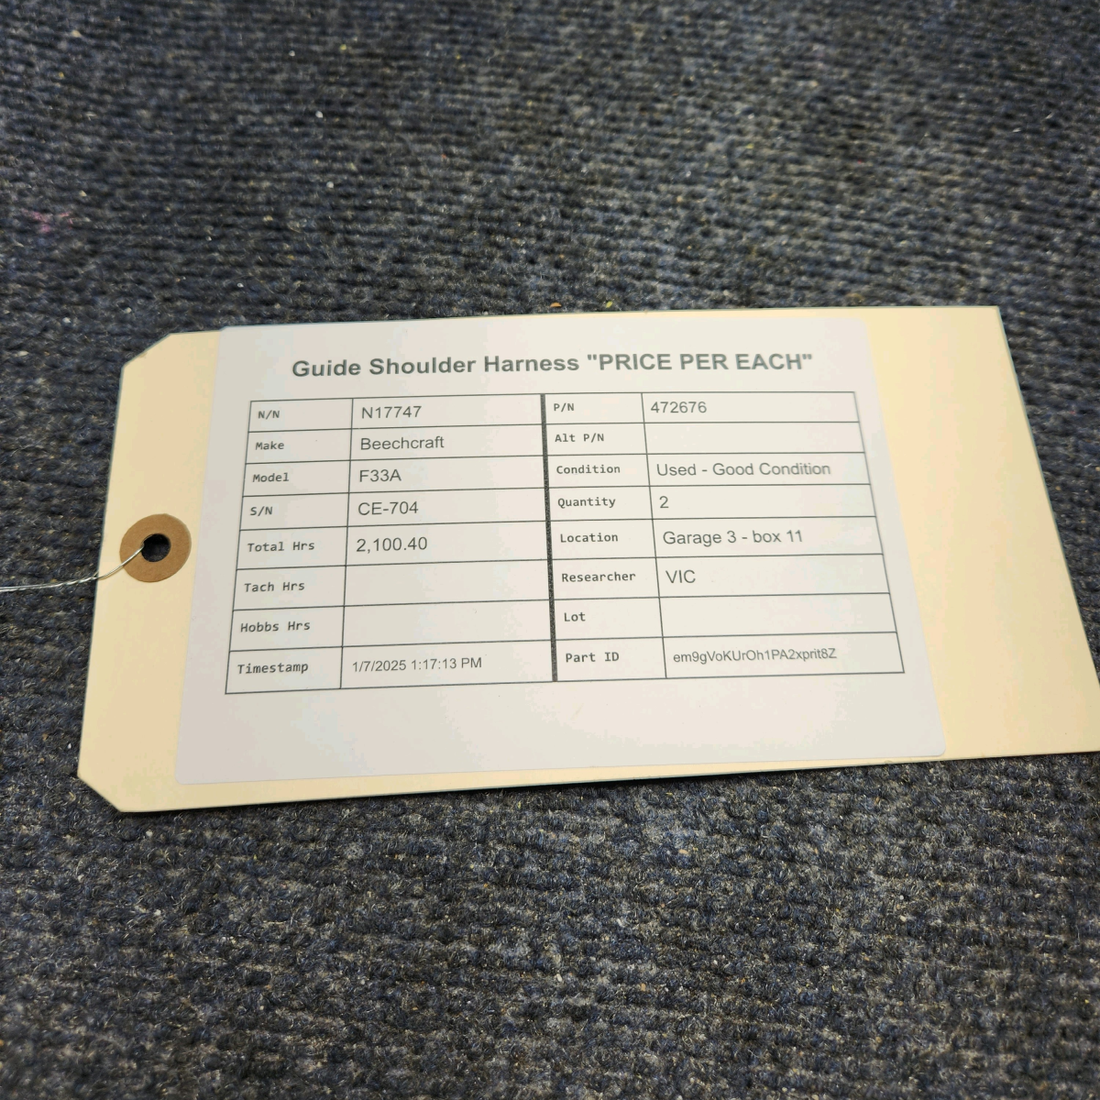 Guide Shoulder Harness "PRICE PER EACH"
N/N N17747 P/N 472676
Make Beechcraft Alt P/N
Model F33A Condition Used - Good Condition
S/N CE-704 Quantity 2
Total Hrs 2,100.40 Location Garage 3 - box 11
Tach Hrs Researcher VIC
Hobbs Hrs Lot
Timestamp 1/7/2025 1:17:13 PM Part ID em9gVoKUrOh1PA2xprit8Z